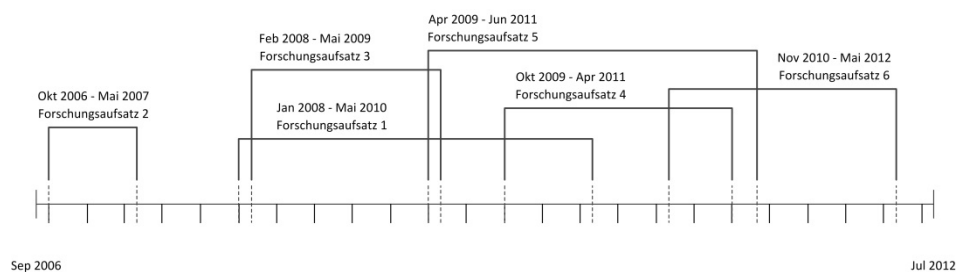 Apr 2009 - Jun 2011
Forschungsaufsatz 5
Feb 2008 - Mai 2009
Forschungsaufsatz 3
Nov 2010 - Mai 2012
Forschungsaufsatz 6
Okt 2009 - Apr 2011
Forschungsaufsatz 4
Okt 2006 - Mai 2007
Forschungsaufsatz 2
Jan 2008 - Mai 2010
Forschungsaufsatz 1
Sep 2006
Jul 2012